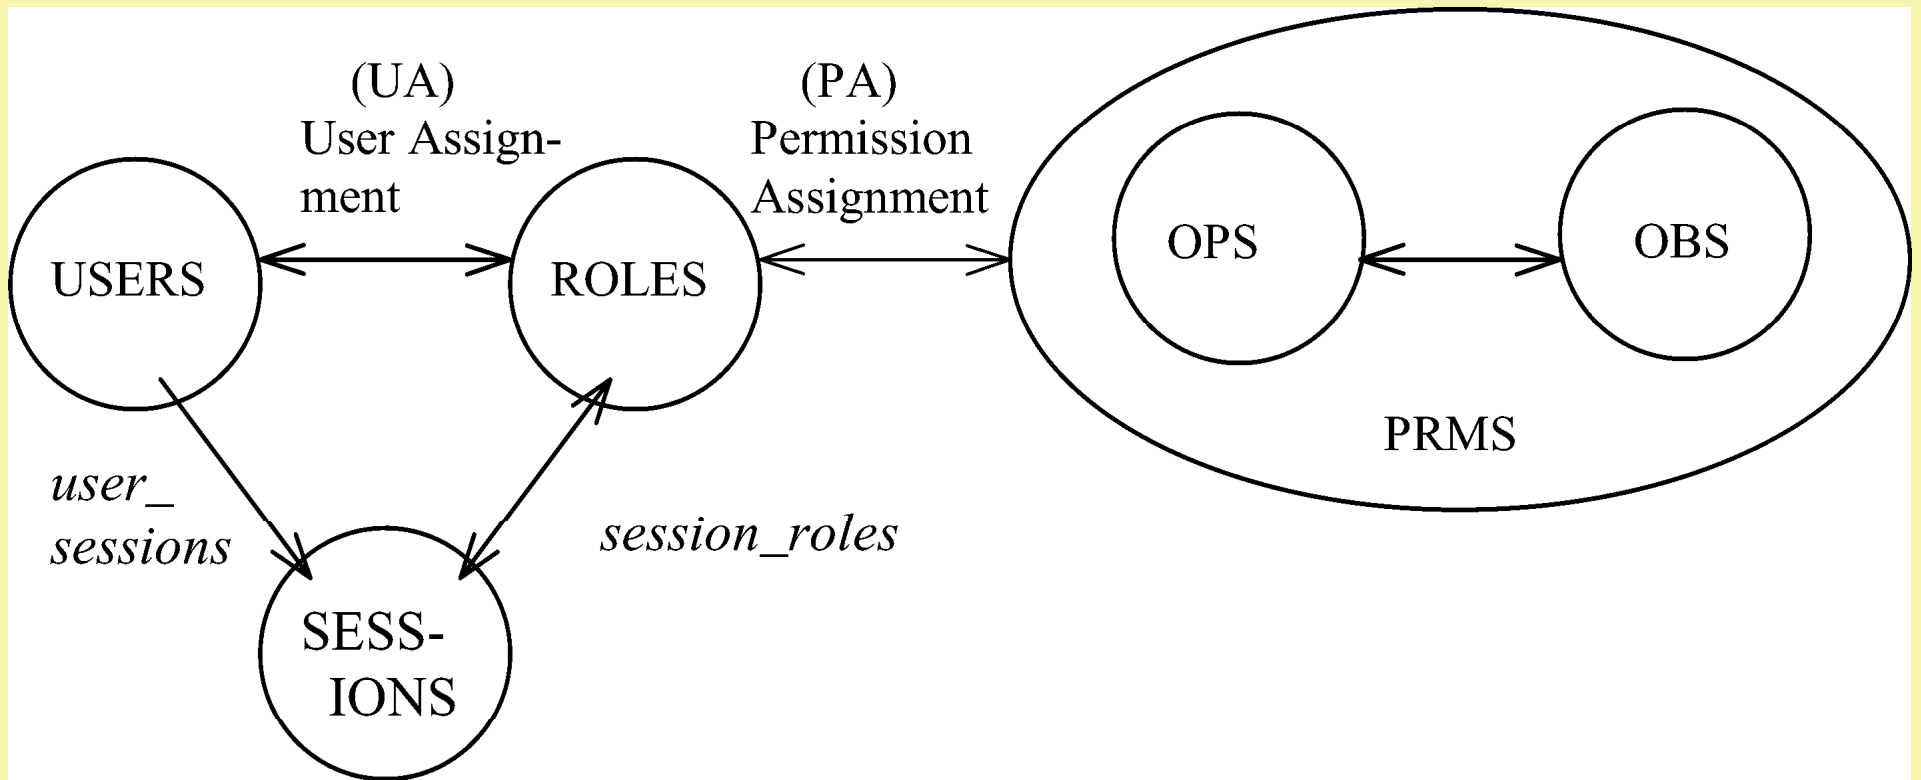 (UA)
User Assign-
ment
(PA)
Permission
Assignment
USERS
ROLES
OPS
OBS
PRMS
user_
sessions
session_roles
SESS-
IONS